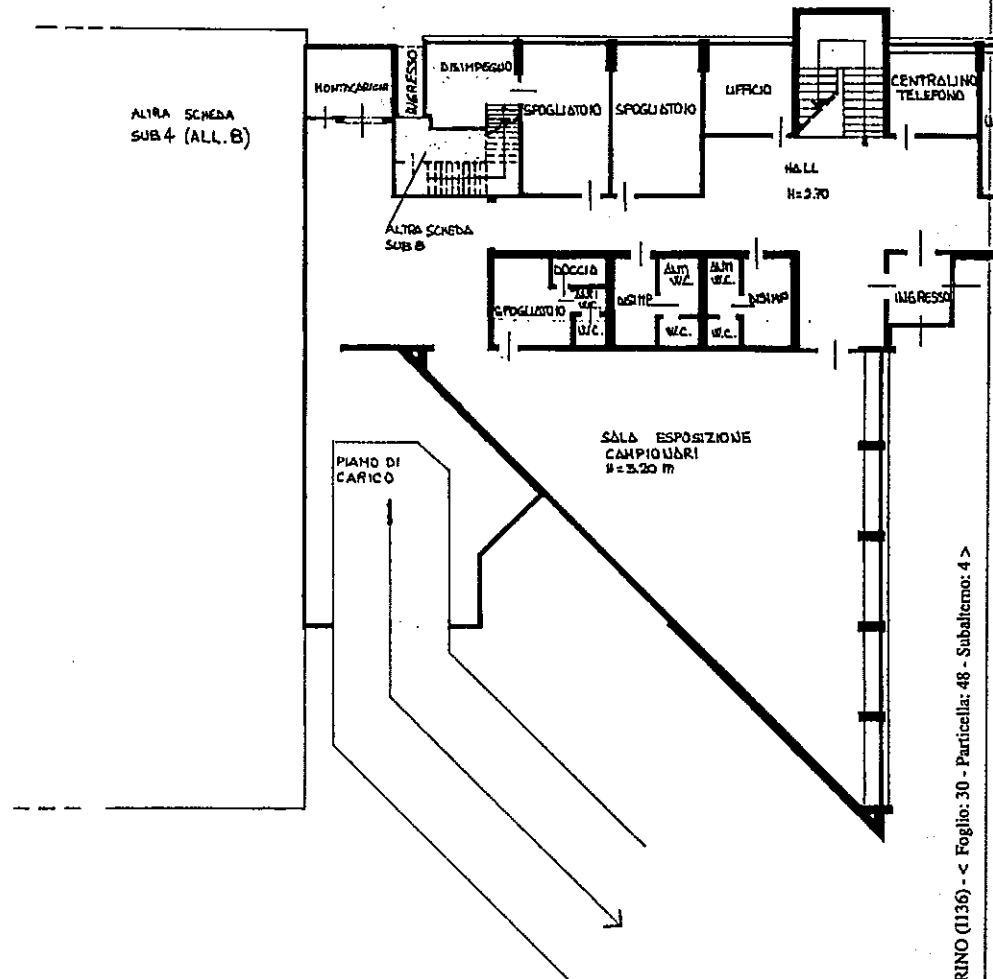 ALTRA SCHEDA
SUB 4 (ALL. B)
MONTACARICHI
INGRESSO
DISIMPEGNO
SPOGLIATOIO
SPOGLIATOIO
UFFICIO
CENTRALINO
TELEFONO
HALL
H=2.70
ALTRA SCHEDA
SUB 8
SPOGLIATOIO
DOCCIA
ANTI
W.C.
W.C.
DISIMP
ANTI
W.C.
W.C.
ANTI
W.C.
W.C.
DISIMP
INGRESSO
SALA ESPOSIZIONE
CAMPIONARI
H=3.20 m
PIANO DI
CARICO
RINO (I136) - < Foglio: 30 - Particella: 48 - Subalterno: 4 >